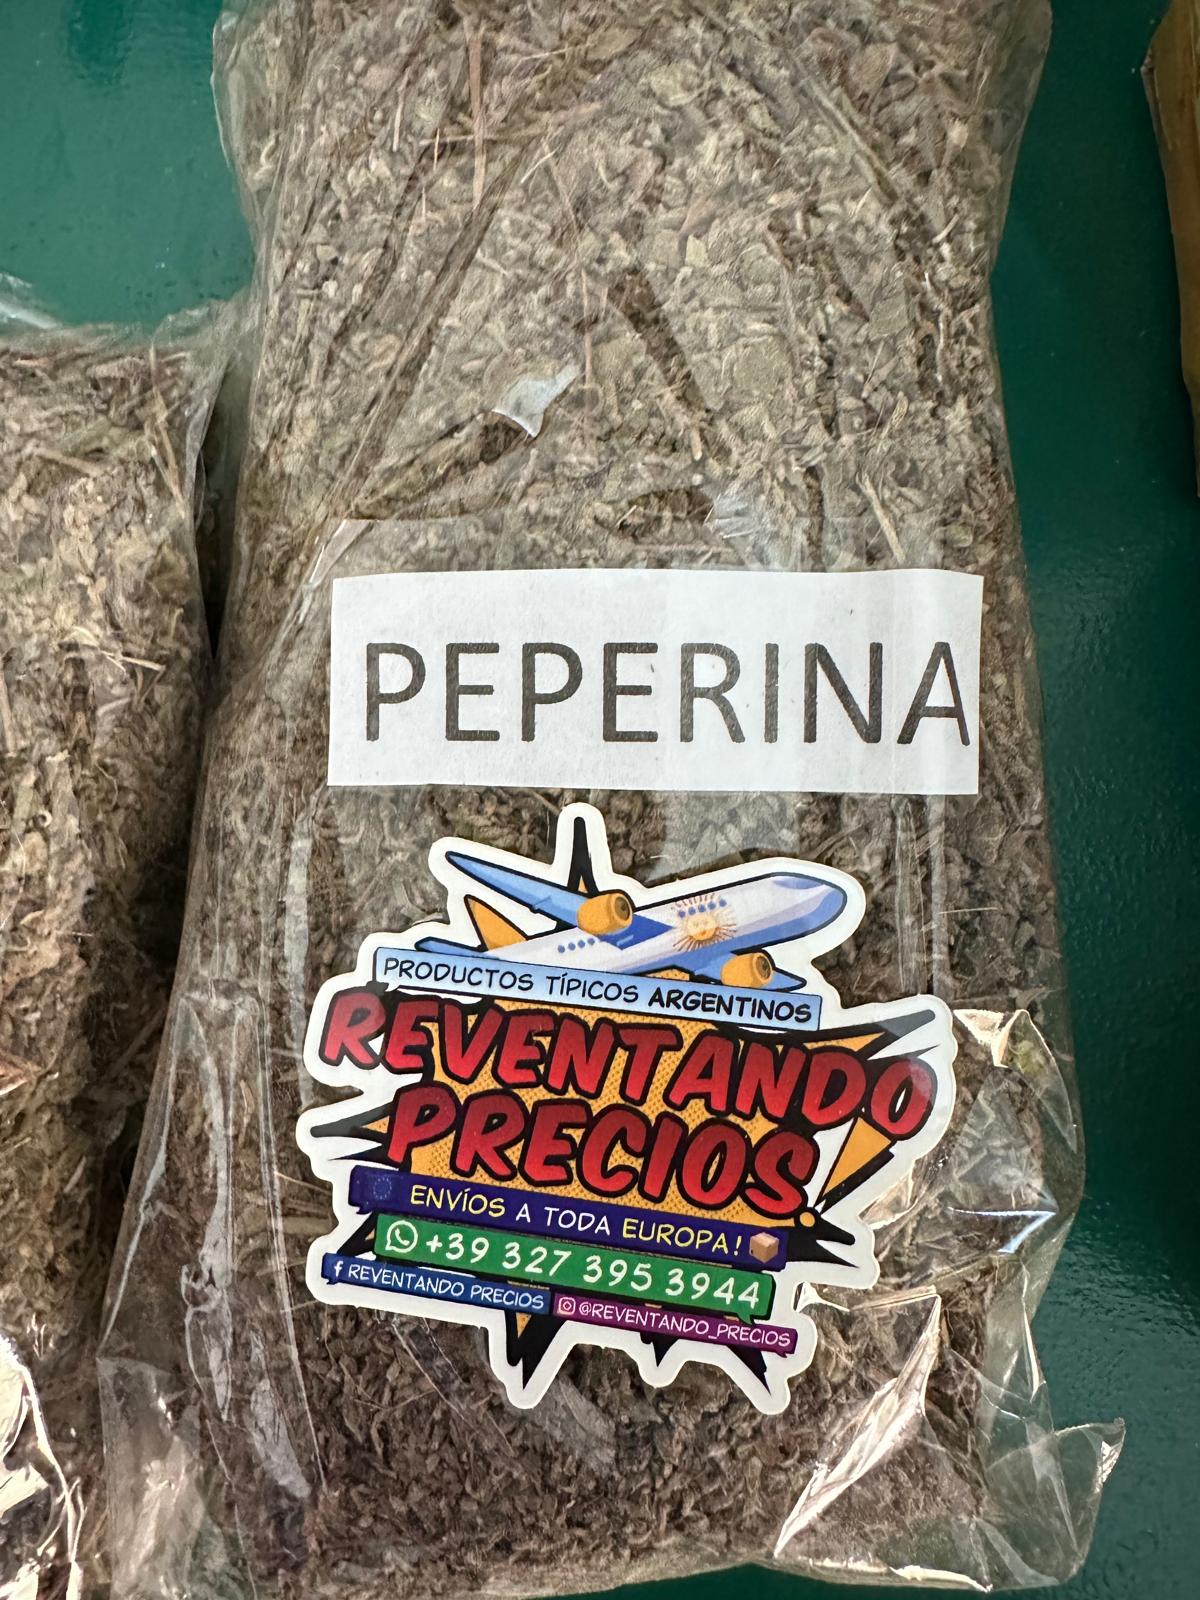 PEPERINA
PRODUCTOS TÍPICOS ARGENTINOS
REVENTANDO
PRECIOS
ENVÍOS A TODA EUROPA!
+39 327 395 3944
REVENTANDO PRECIOS @REVENTANDO_PRECIOS